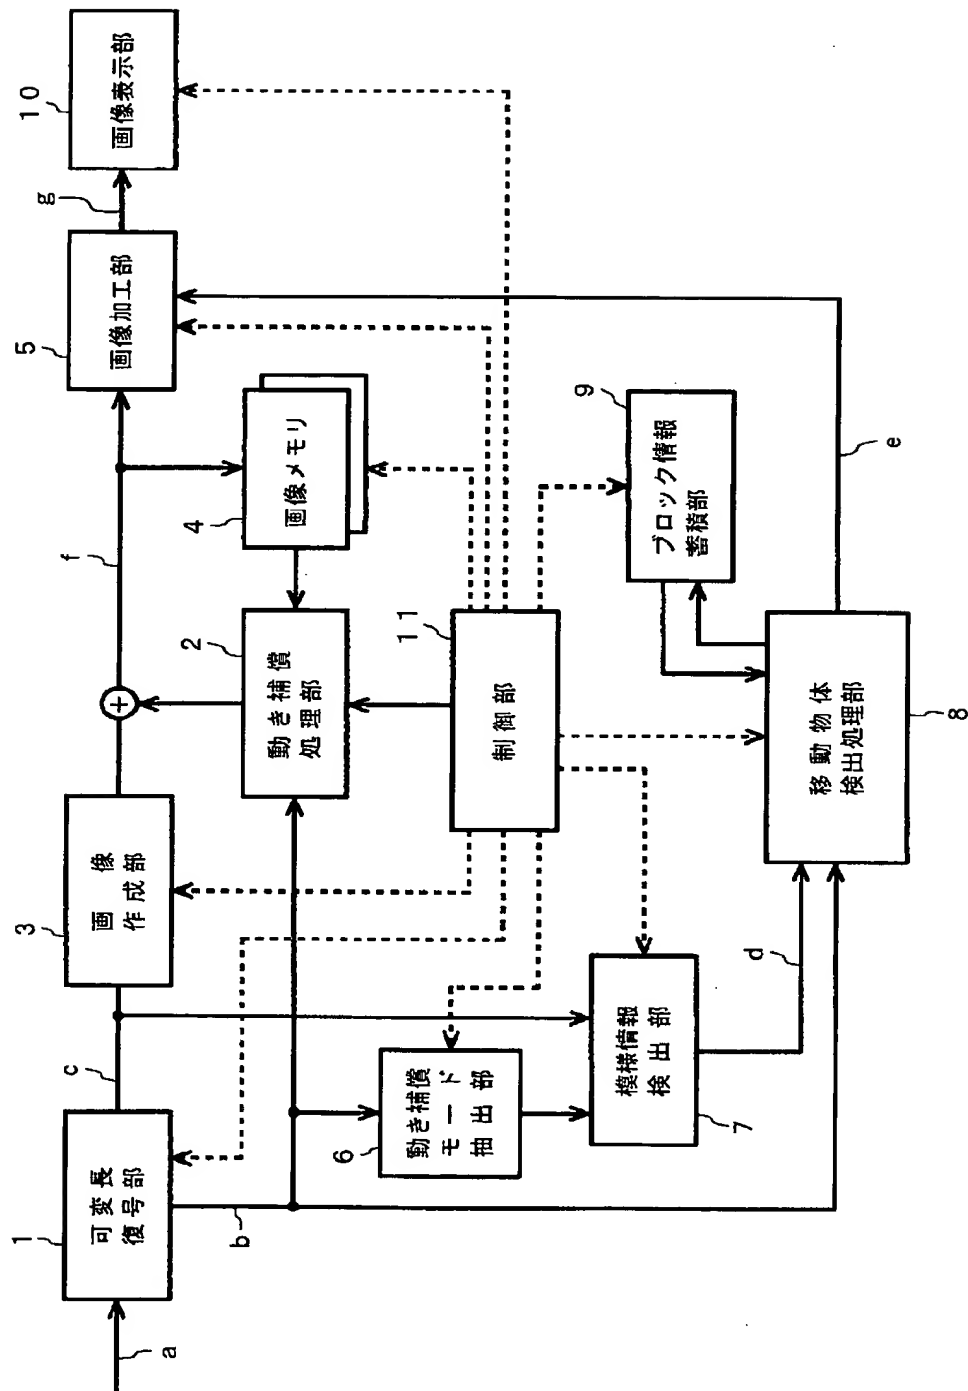 a
1
可変長
復号部
b
c
3
画像
作成部
f
5
画像加工部
g
10
画像表示部
2
動き補償
処理部
4
画像メモリ
6
動き補償
モード
抽出部
11
制御部
7
模様情報
検出部
d
9
ブロック情報
蓄積部
8
移動物体
検出処理部
e